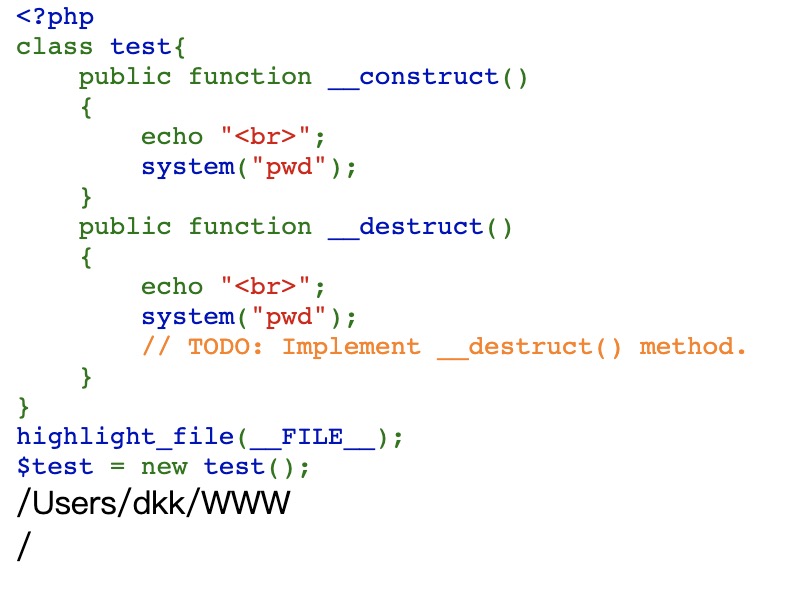 <?php
class test{
    public function __construct()
    {
        echo "<br>";
        system("pwd");
    }
    public function __destruct()
    {
        echo "<br>";
        system("pwd");
        // TODO: Implement __destruct() method.
    }
}
highlight_file(__FILE__);
$test = new test();
/Users/dkk/WWW
/